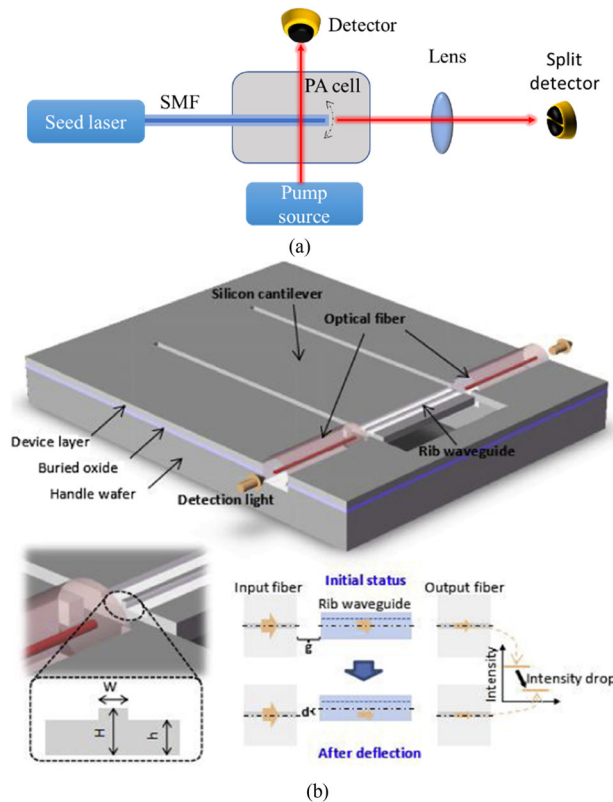 Detector
Lens
Split
detector
SMF
PA cell
Seed laser
Pump
source
(a)
Silicon cantilever
Optical fiber
Device layer
Buried oxide
Handle wafer
Rib waveguide
Detection light
Input fiber
Initial status
Output fiber
Rib waveguide
g
Intensity
Intensity drop
d
After deflection
W
H
h
(b)